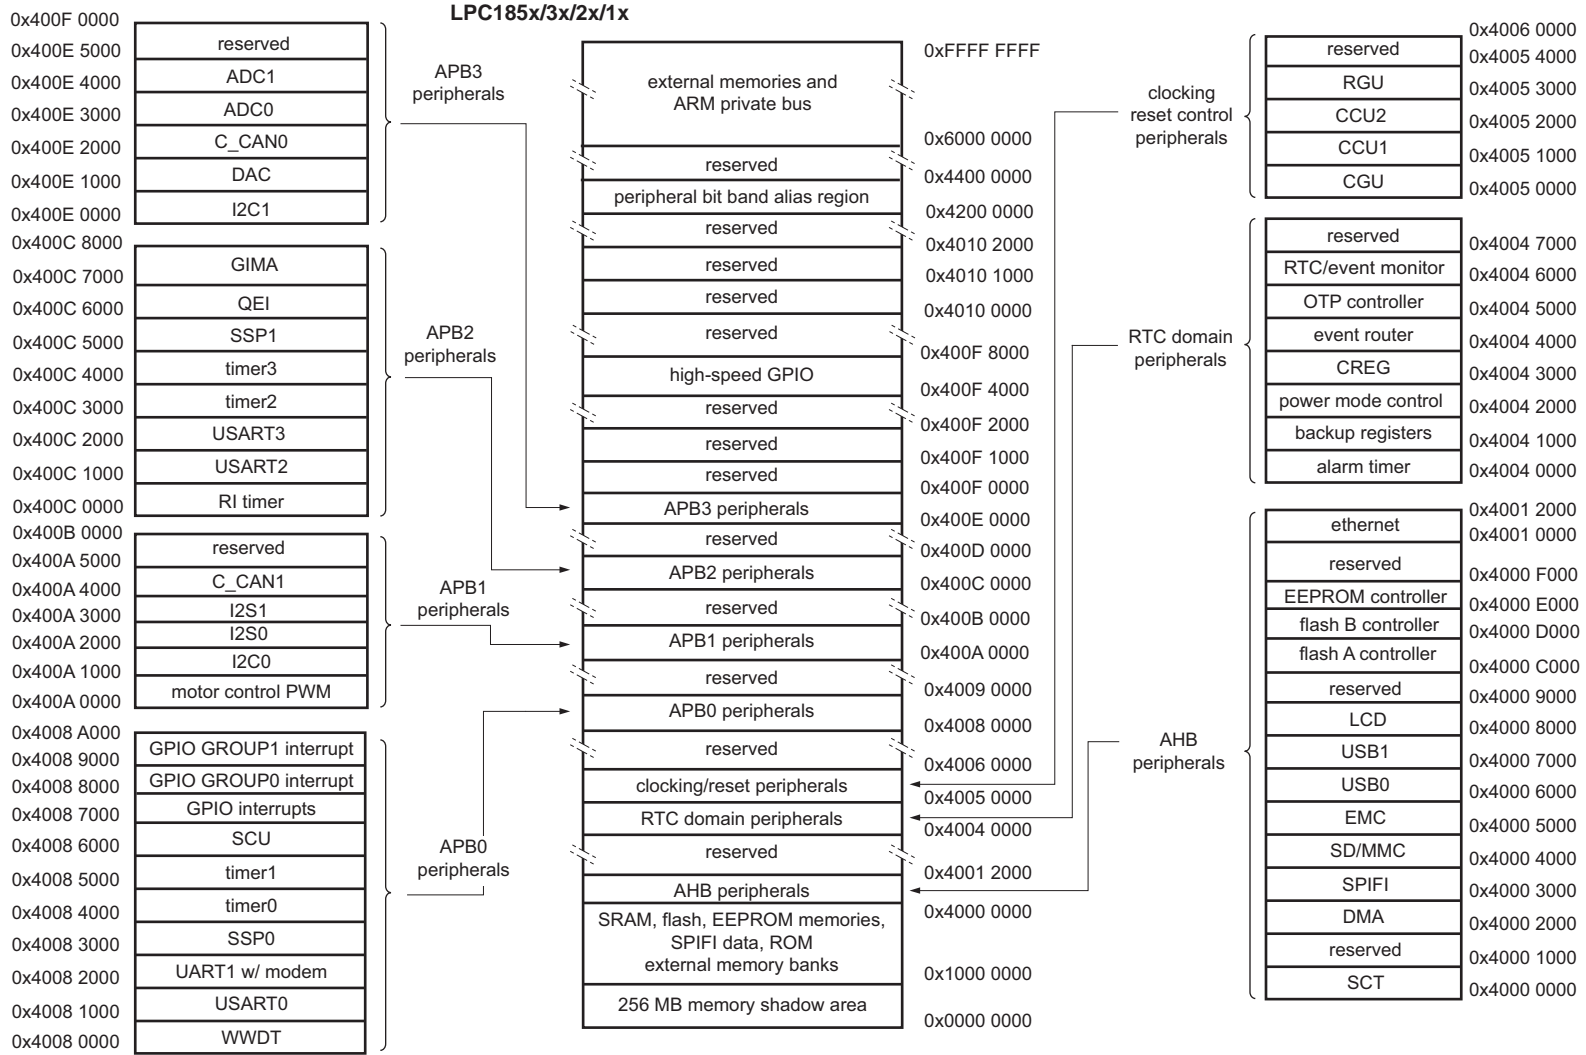 LPC185x/3x/2x/1x
0x400F 0000
reserved
0x400E 5000
ADC1
0x400E 4000
ADC0
0x400E 3000
C_CAN0
0x400E 2000
DAC
0x400E 1000
I2C1
0x400E 0000
APB3
peripherals
0x400C 8000
GIMA
0x400C 7000
QEI
0x400C 6000
SSP1
0x400C 5000
timer3
0x400C 4000
timer2
0x400C 3000
USART3
0x400C 2000
USART2
0x400C 1000
RI timer
0x400C 0000
APB2
peripherals
0x400B 0000
reserved
0x400A 5000
C_CAN1
0x400A 4000
I2S1
0x400A 3000
I2S0
0x400A 2000
I2C0
0x400A 1000
motor control PWM
0x400A 0000
APB1
peripherals
0x4008 A000
GPIO GROUP1 interrupt
0x4008 9000
GPIO GROUP0 interrupt
0x4008 8000
GPIO interrupts
0x4008 7000
SCU
0x4008 6000
timer1
0x4008 5000
timer0
0x4008 4000
SSP0
0x4008 3000
UART1 w/ modem
0x4008 2000
USART0
0x4008 1000
WWDT
0x4008 0000
APB0
peripherals
0xFFFF FFFF
external memories and
ARM private bus
0x6000 0000
reserved
0x4400 0000
peripheral bit band alias region
0x4200 0000
reserved
0x4010 2000
reserved
0x4010 1000
reserved
0x4010 0000
reserved
0x400F 8000
high-speed GPIO
0x400F 4000
reserved
0x400F 2000
reserved
0x400F 1000
reserved
0x400F 0000
APB3 peripherals
0x400E 0000
reserved
0x400D 0000
APB2 peripherals
0x400C 0000
reserved
0x400B 0000
APB1 peripherals
0x400A 0000
reserved
0x4009 0000
APB0 peripherals
0x4008 0000
reserved
0x4006 0000
clocking/reset peripherals
0x4005 0000
RTC domain peripherals
0x4004 0000
reserved
0x4001 2000
AHB peripherals
0x4000 0000
SRAM, flash, EEPROM memories,
SPIFI data, ROM
external memory banks
0x1000 0000
256 MB memory shadow area
0x0000 0000
clocking
reset control
peripherals
0x4006 0000
reserved
0x4005 4000
RGU
0x4005 3000
CCU2
0x4005 2000
CCU1
0x4005 1000
CGU
0x4005 0000
RTC domain
peripherals
reserved
0x4004 7000
RTC/event monitor
0x4004 6000
OTP controller
0x4004 5000
event router
0x4004 4000
CREG
0x4004 3000
power mode control
0x4004 2000
backup registers
0x4004 1000
alarm timer
0x4004 0000
AHB
peripherals
0x4001 2000
ethernet
0x4001 0000
reserved
0x4000 F000
EEPROM controller
0x4000 E000
flash B controller
0x4000 D000
flash A controller
0x4000 C000
reserved
0x4000 9000
LCD
0x4000 8000
USB1
0x4000 7000
USB0
0x4000 6000
EMC
0x4000 5000
SD/MMC
0x4000 4000
SPIFI
0x4000 3000
DMA
0x4000 2000
reserved
0x4000 1000
SCT
0x4000 0000